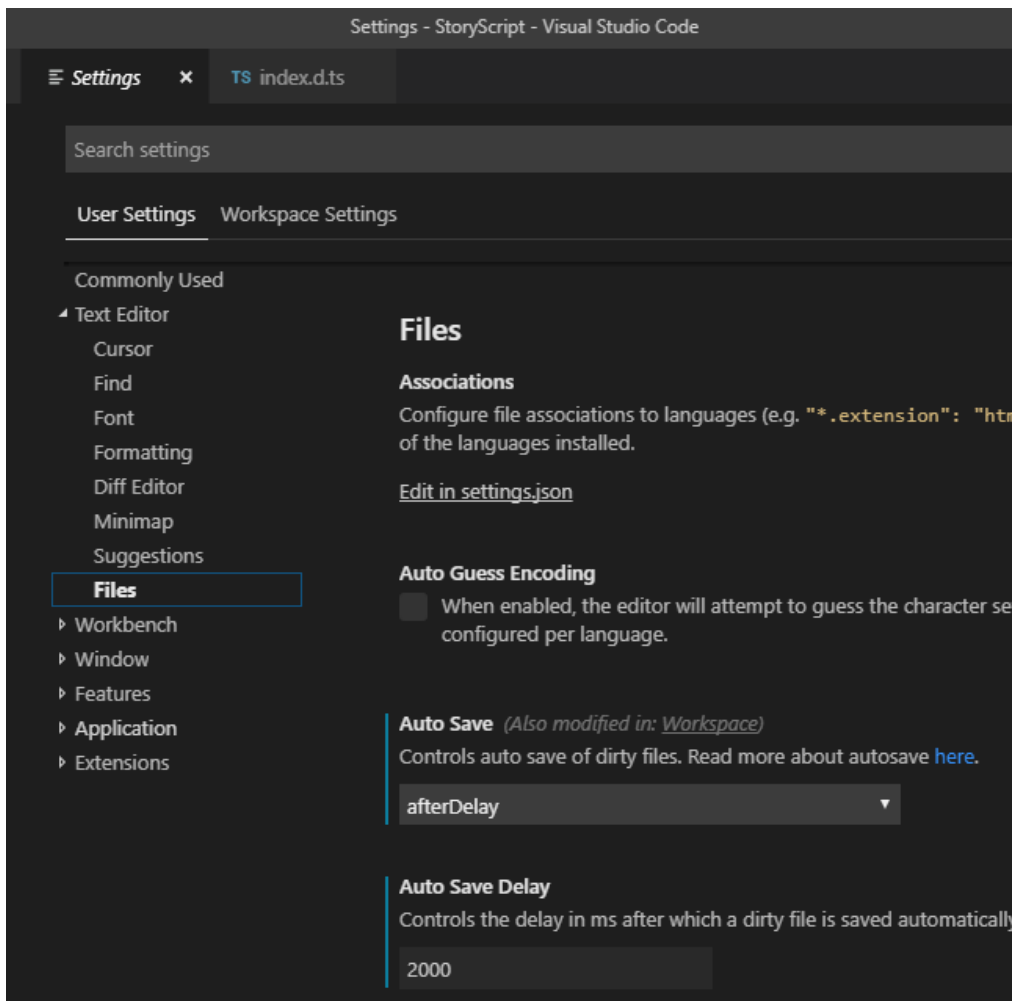 Settings - StoryScript - Visual Studio Code
Settings × TS index.d.ts
Search settings
User Settings Workspace Settings
Commonly Used
Text Editor
Cursor
Find
Font
Formatting
Diff Editor
Minimap
Suggestions
Files
Workbench
Window
Features
Application
Extensions
Files
Associations
Configure file associations to languages (e.g. "*.extension": "htm
of the languages installed.
Edit in settings.json
Auto Guess Encoding
When enabled, the editor will attempt to guess the character se
configured per language.
Auto Save (Also modified in: Workspace)
Controls auto save of dirty files. Read more about autosave here.
afterDelay
Auto Save Delay
Controls the delay in ms after which a dirty file is saved automatically
2000